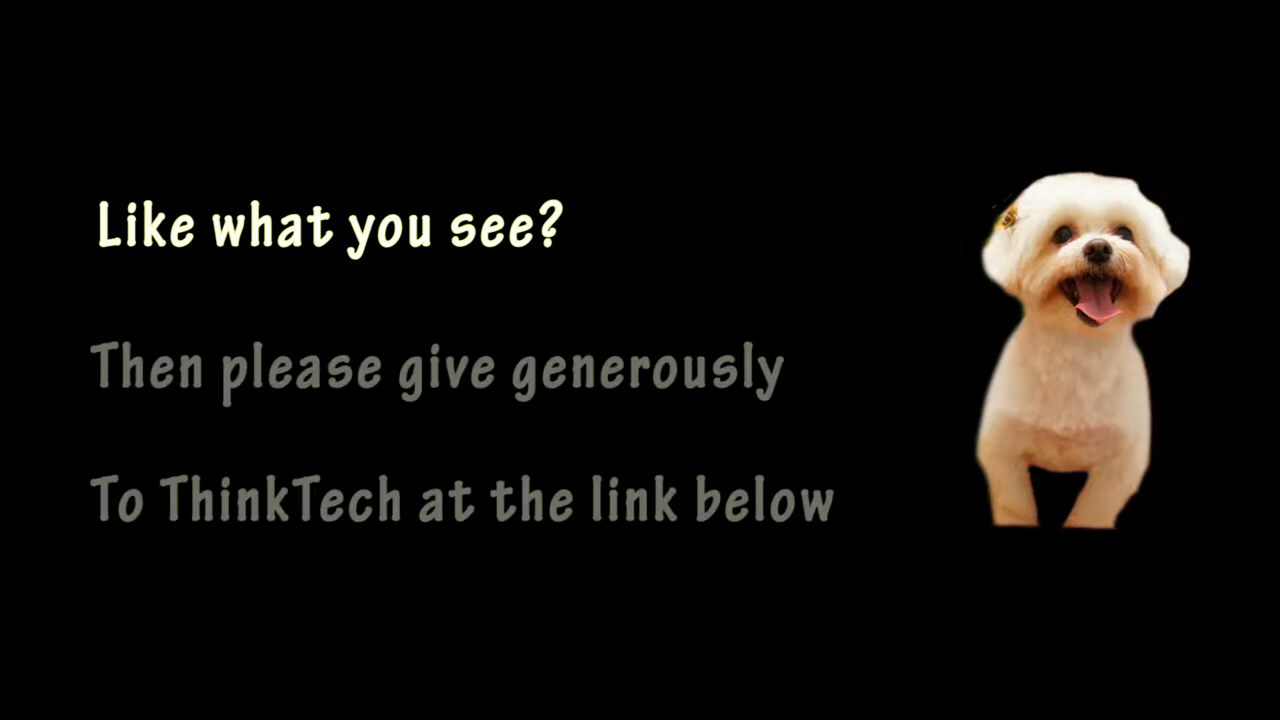 Like what you see?
Then please give generously
To ThinkTech at the link below